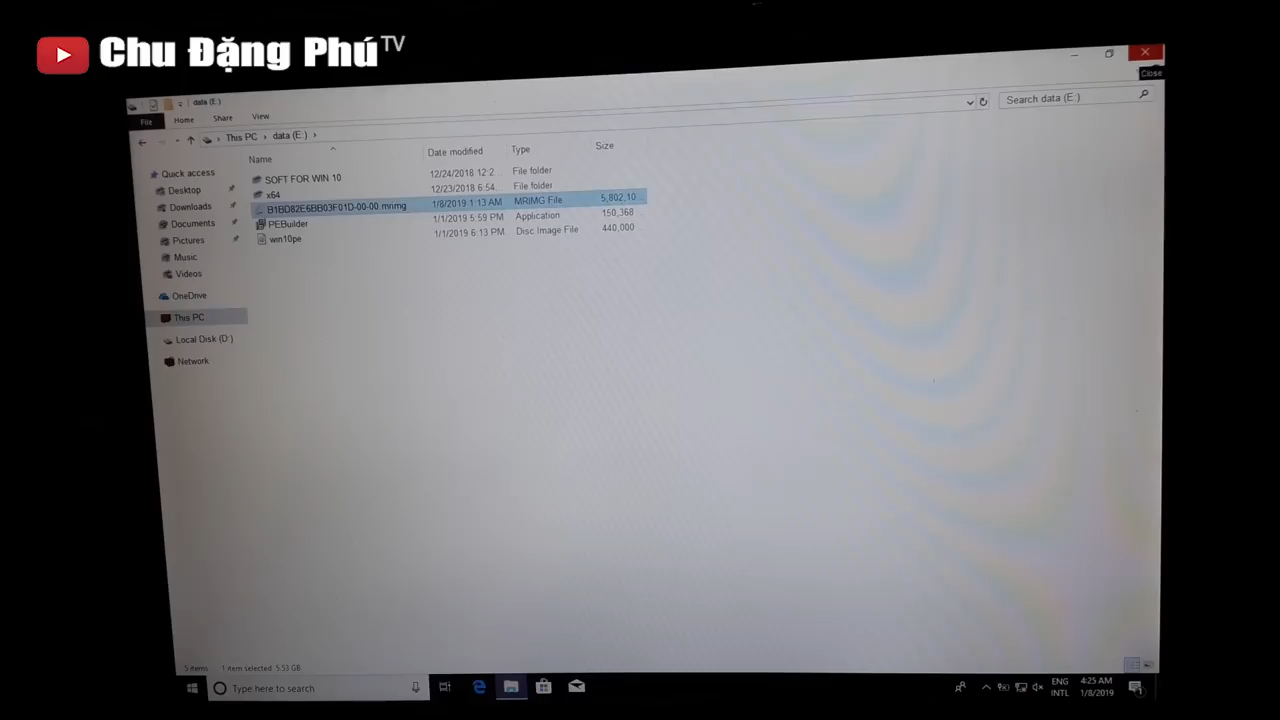 Chu Đặng Phú TV
data (E:)
File Home Share View
This PC › data (E:) ›
Search data (E:)
Close
Name Date modified Type Size
SOFT FOR WIN 10 12/24/2018 12:2... File folder
x64 12/23/2018 6:54... File folder
B1BD82E6BB03F01D-00-00.mrimg 1/8/2019 1:13 AM MRIMG File 5,802,10...
PEBuilder 1/1/2019 5:59 PM Application 150,368
win10pe 1/1/2019 6:13 PM Disc Image File 440,000
Quick access
Desktop
Downloads
Documents
Pictures
Music
Videos
OneDrive
This PC
Local Disk (D:)
Network
5 items 1 item selected 5.53 GB
Type here to search
ENG
INTL
4:25 AM
1/8/2019